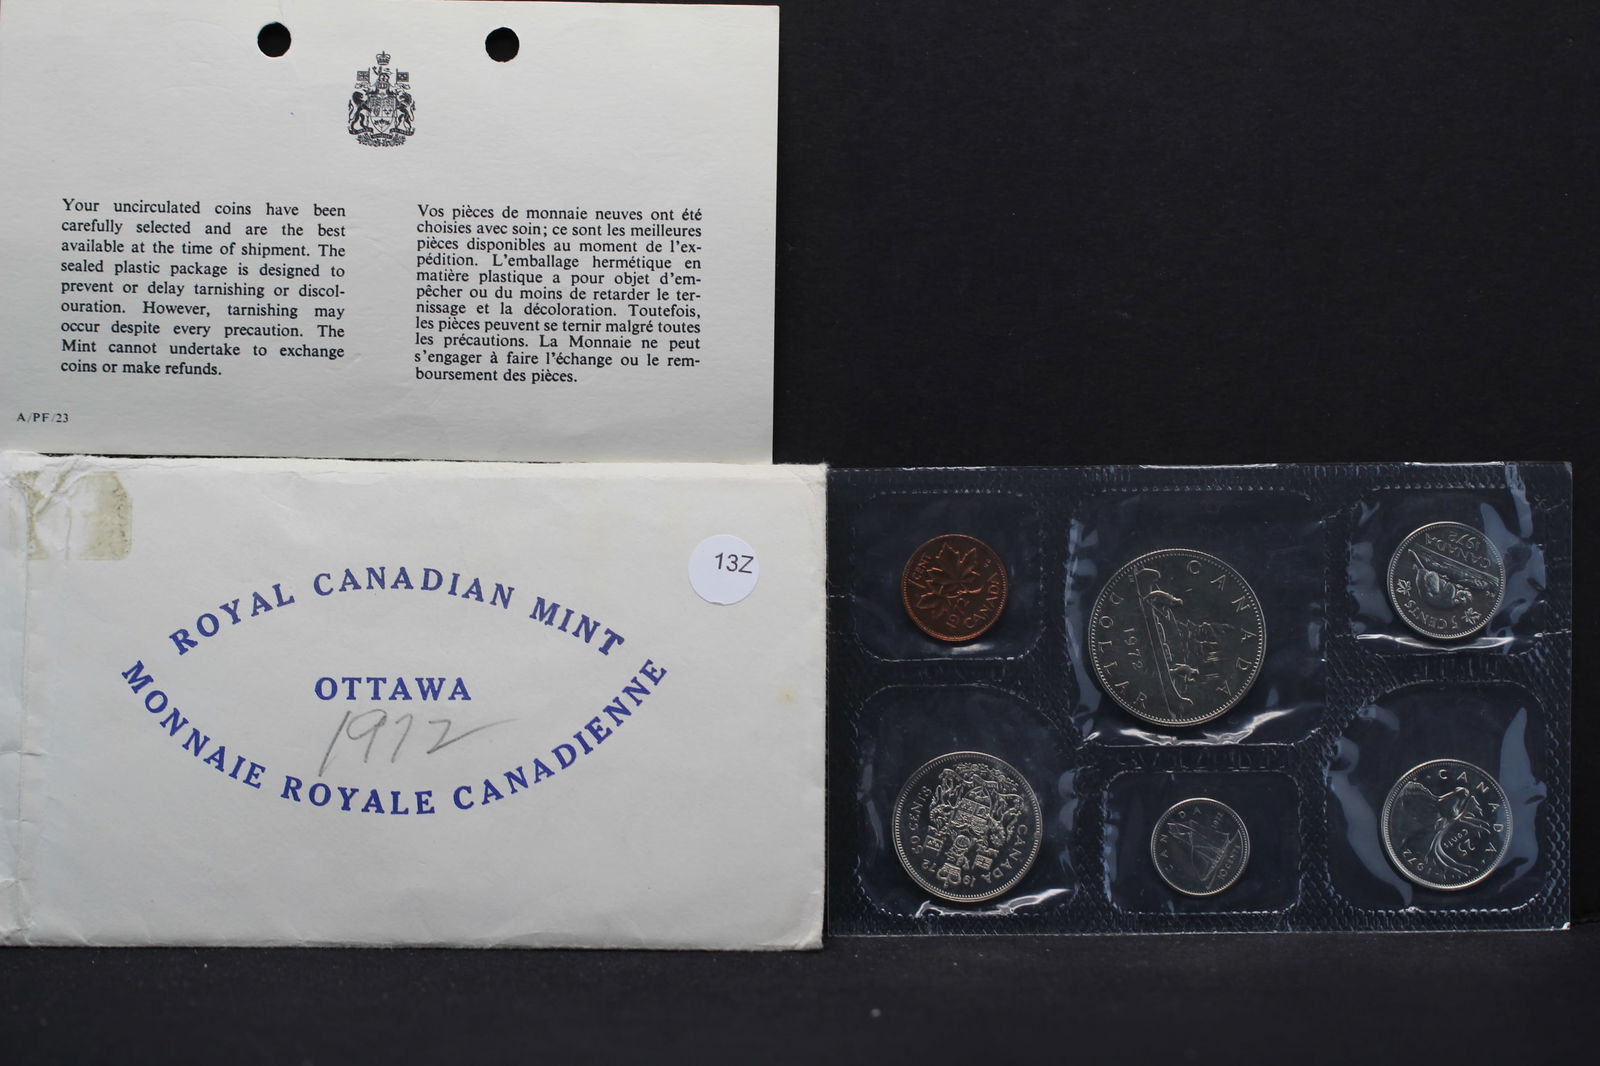 Your uncirculated coins have been
carefully selected and are the best
available at the time of shipment. The
sealed plastic package is designed to
prevent or delay tarnishing or discol-
ouration. However, tarnishing may
occur despite every precaution. The
Mint cannot undertake to exchange
coins or make refunds.
Vos pièces de monnaie neuves ont été
choisies avec soin; ce sont les meilleures
pièces disponibles au moment de l'ex-
pédition. L'emballage hermétique en
matière plastique a pour objet d'em-
pêcher ou du moins de retarder le ter-
nissage et la décoloration. Toutefois,
les pièces peuvent se ternir malgré toutes
les précautions. La Monnaie ne peut
s'engager à faire l'échange ou le rem-
boursement des pièces.
A/PF/23
13Z
ROYAL CANADIAN MINT
OTTAWA
1972
MONNAIE ROYALE CANADIENNE
1 CENT
1972
CANADA
CANADA
1972
DOLLAR
CANADA
1972
5 CENTS
50 CENTS
CANADA
1972
CANADA
10 CENTS
CANADA
25
CENTS
1972